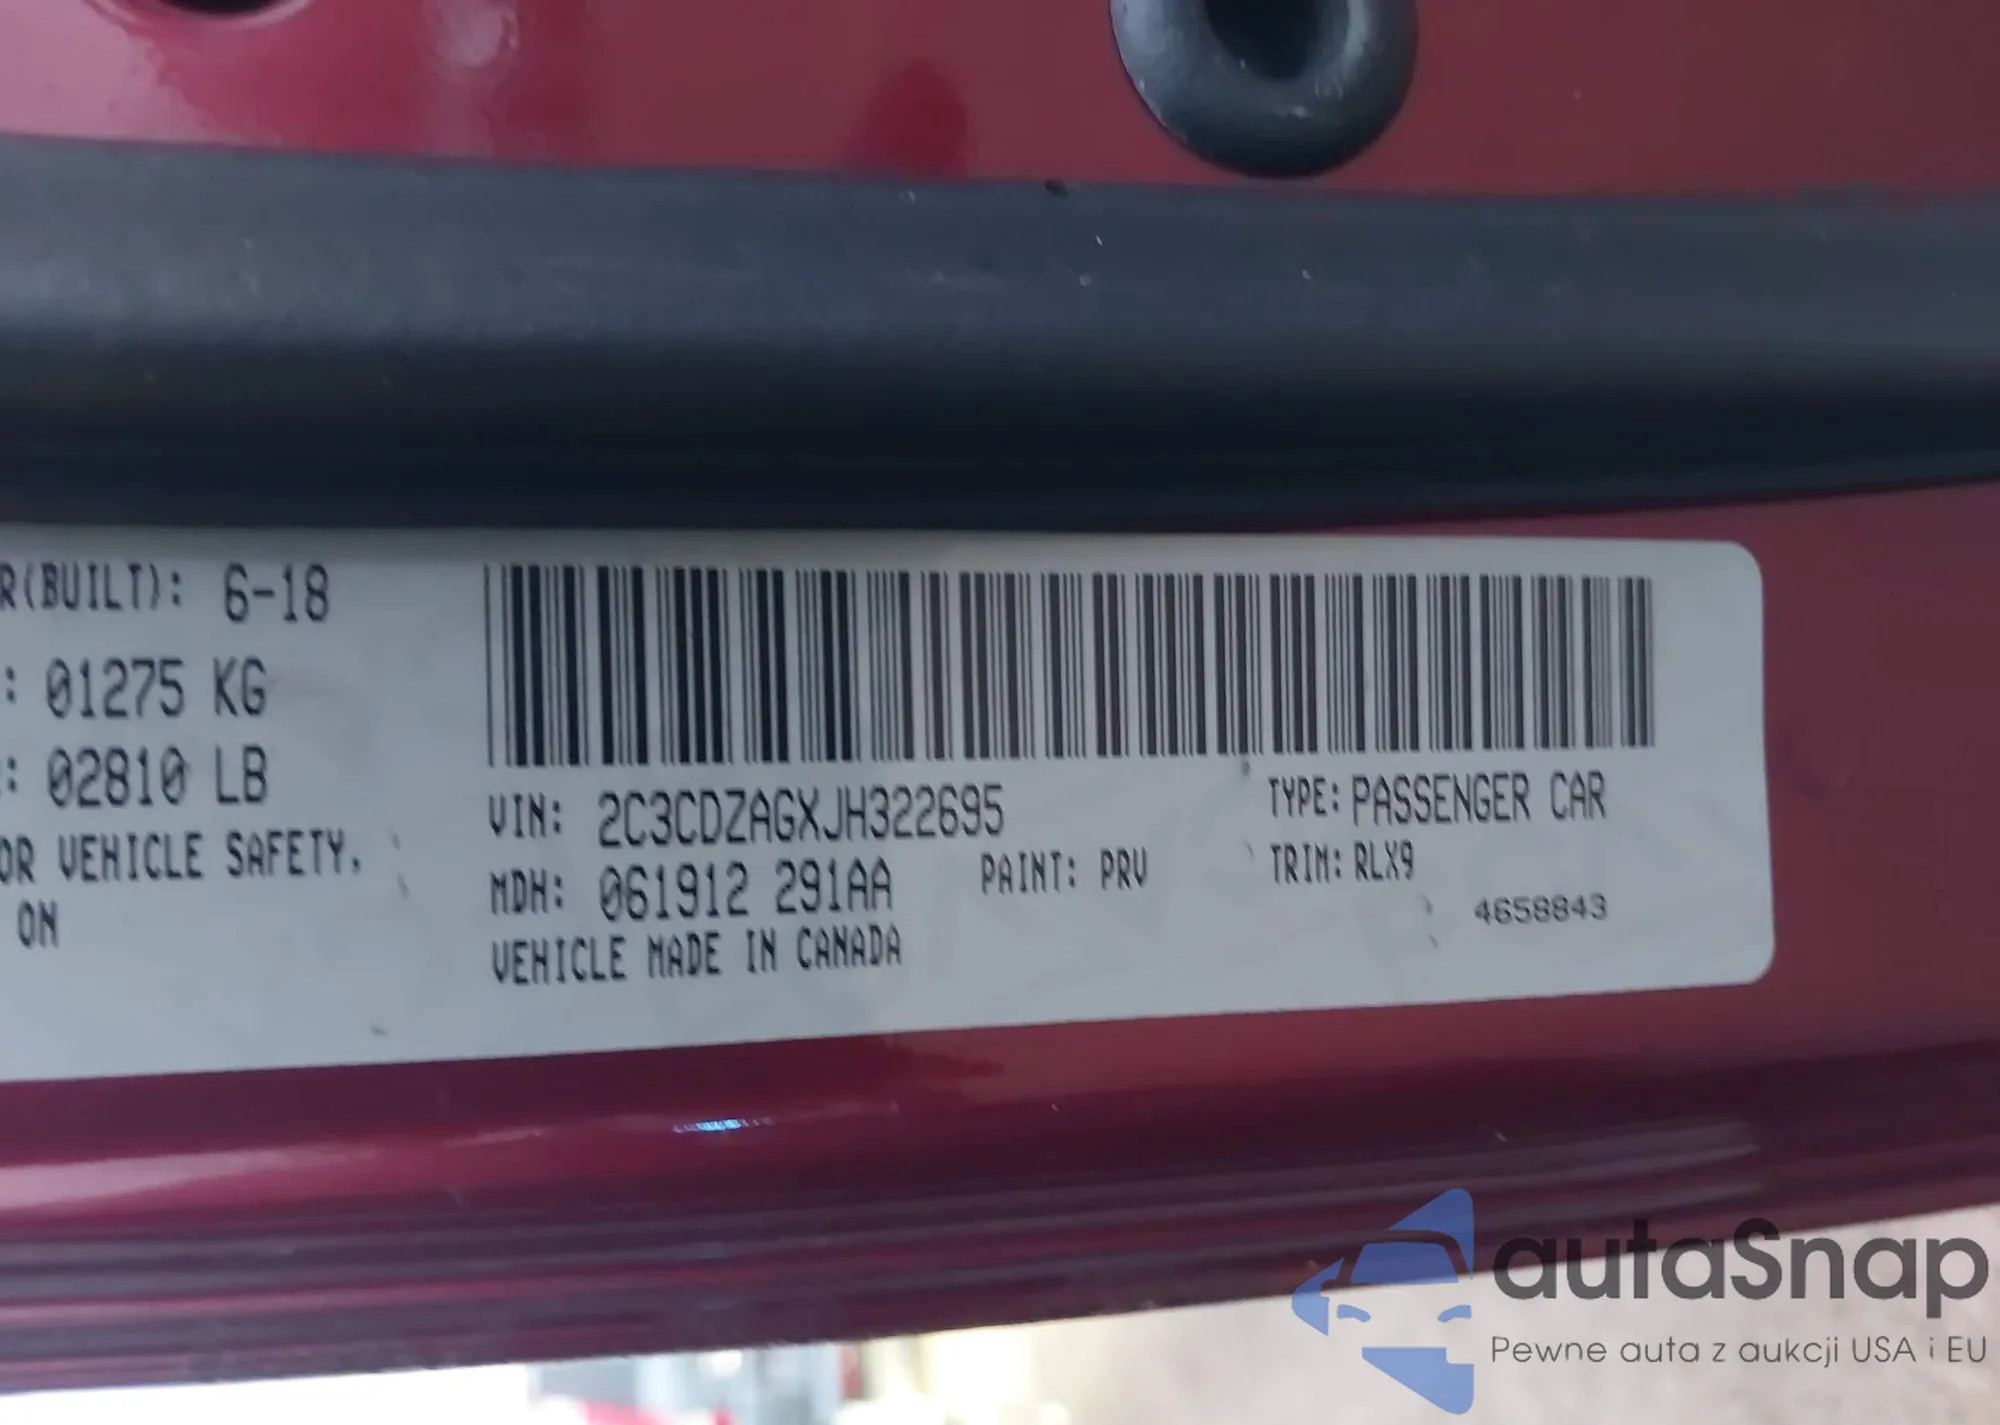 R(BUILT): 6-18
: 01275 KG
: 02810 LB
OR VEHICLE SAFETY,
ON
VIN: 2C3CDZAGXJH322695
TYPE: PASSENGER CAR
MDH: 061912 291AA
PAINT: PRV
TRIM: RLX9
VEHICLE MADE IN CANADA
4658843
autaSnap
Pewne auta z aukcji USA i EU